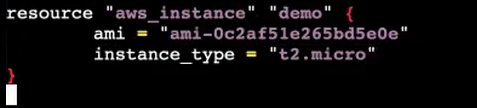 resource "aws_instance" "demo" {
        ami = "ami-0c2af51e265bd5e0e"
        instance_type = "t2.micro"
}